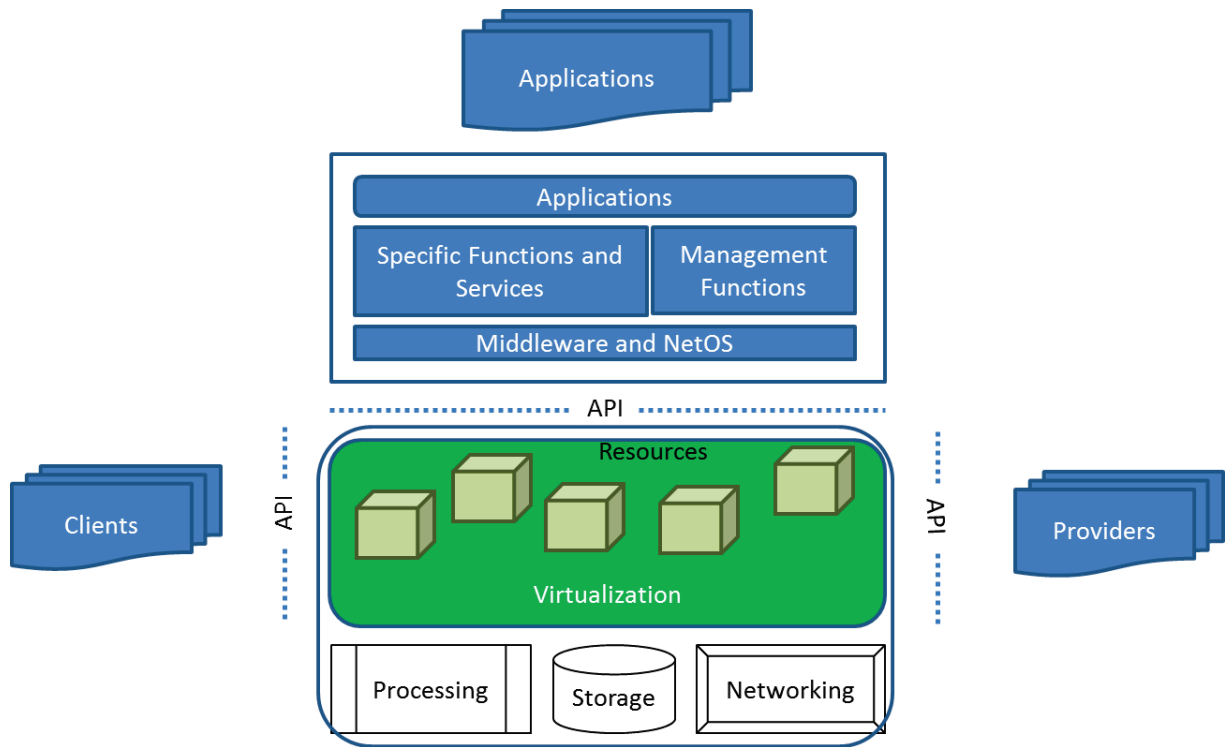 Applications
Applications
Specific Functions and
Services
Management
Functions
Middleware and NetOS
API
Resources
Clients
API
API
Providers
Virtualization
Processing
Storage
Networking